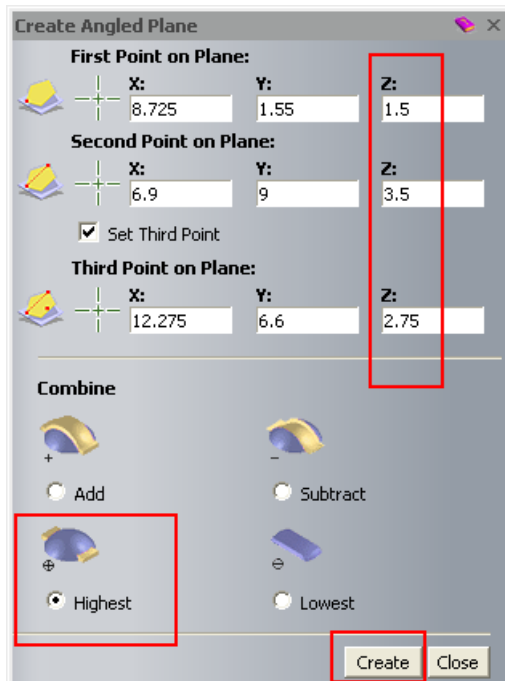 Create Angled Plane
First Point on Plane:
X: Y: Z:
8.725 1.55 1.5
Second Point on Plane:
X: Y: Z:
6.9 9 3.5
Set Third Point
Third Point on Plane:
X: Y: Z:
12.275 6.6 2.75
Combine
Add Subtract
Highest Lowest
Create Close